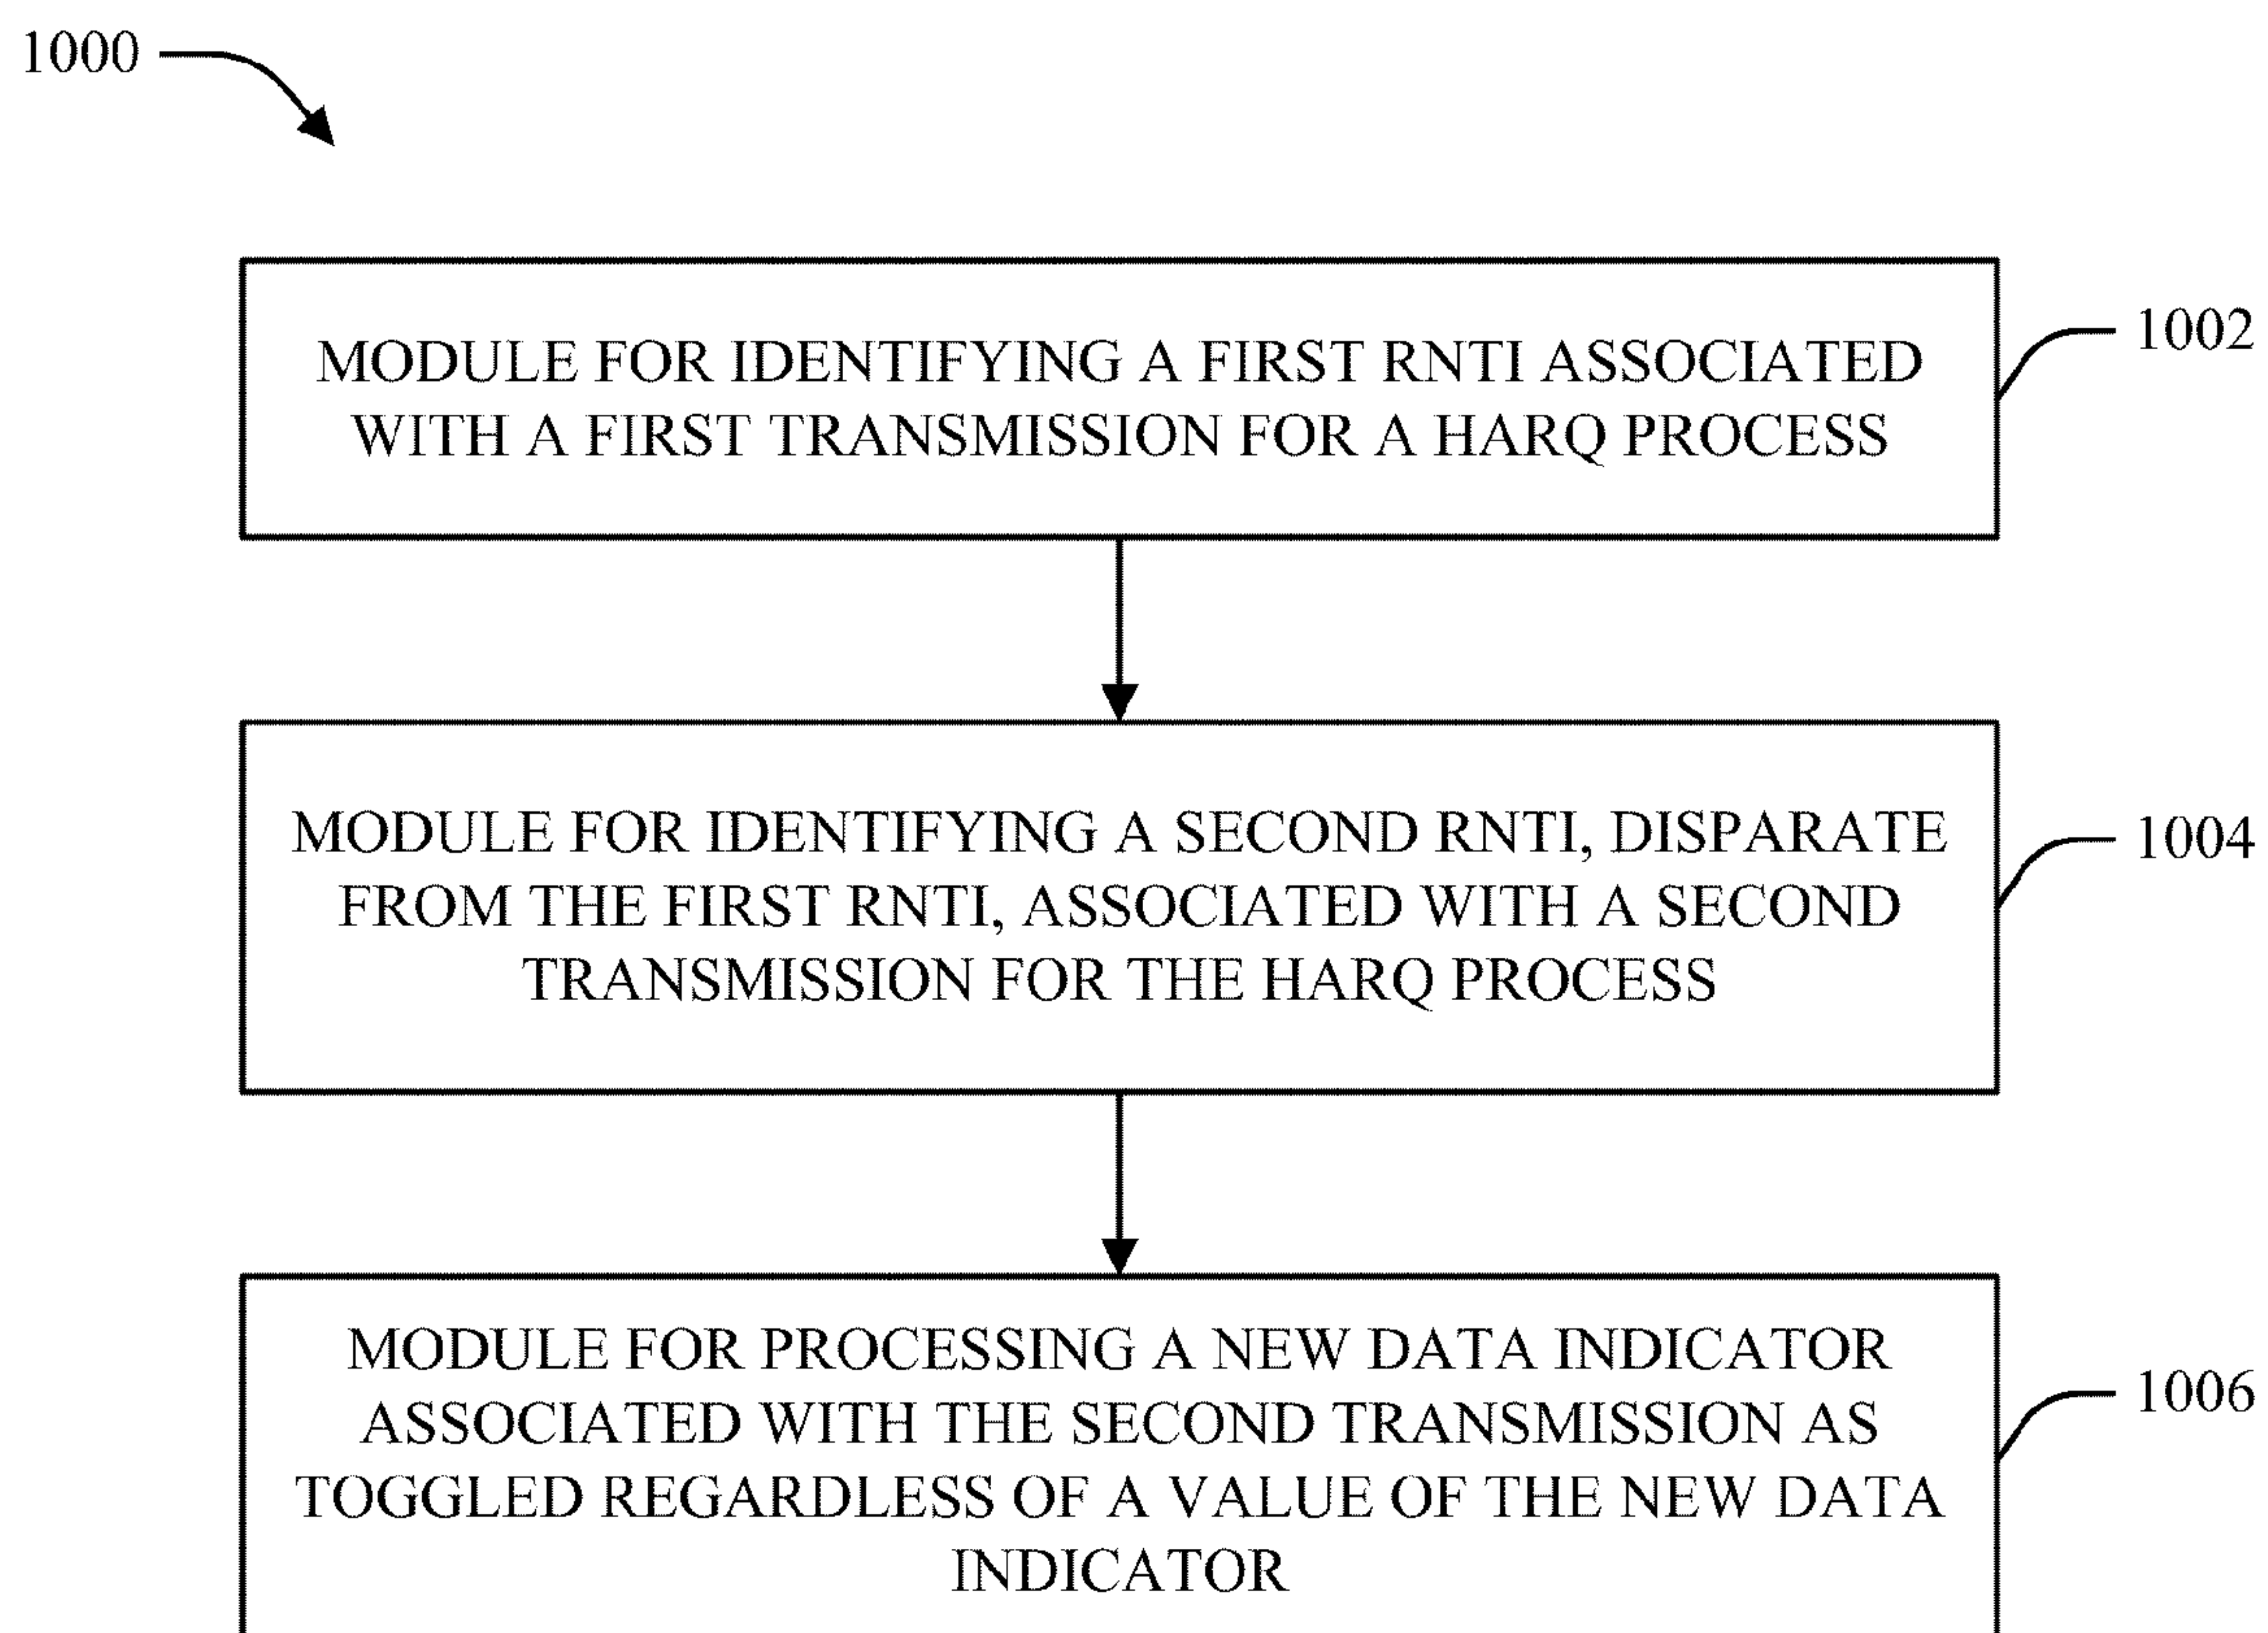 1000
MODULE FOR IDENTIFYING A FIRST RNTI ASSOCIATED
WITH A FIRST TRANSMISSION FOR A HARQ PROCESS
1002
MODULE FOR IDENTIFYING A SECOND RNTI, DISPARATE
FROM THE FIRST RNTI, ASSOCIATED WITH A SECOND
TRANSMISSION FOR THE HARQ PROCESS
1004
MODULE FOR PROCESSING A NEW DATA INDICATOR
ASSOCIATED WITH THE SECOND TRANSMISSION AS
TOGGLED REGARDLESS OF A VALUE OF THE NEW DATA
INDICATOR
1006